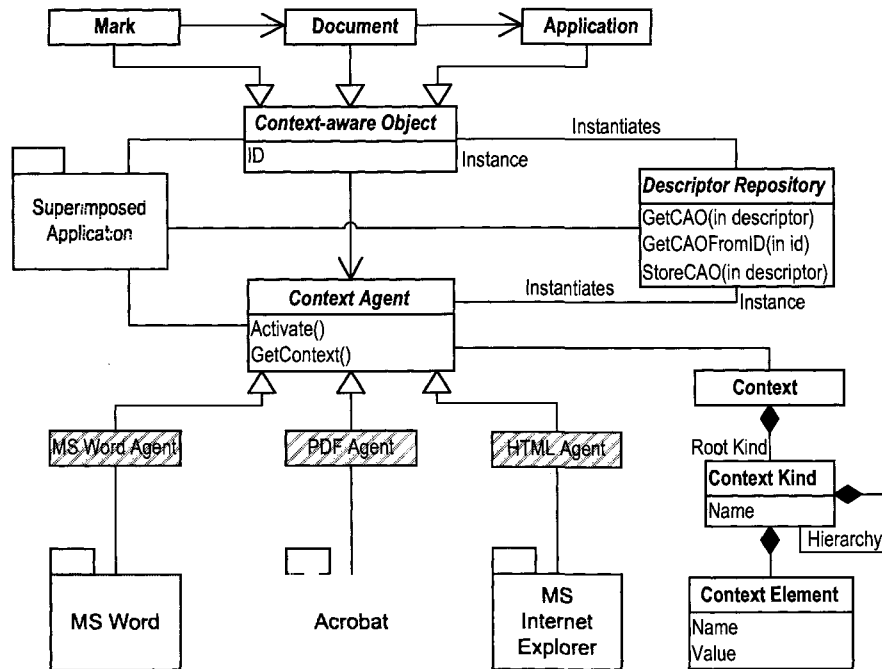 Mark
Document
Application
Context-aware Object
ID
Instantiates
Instance
Superimposed
Application
Descriptor Repository
GetCAO(in descriptor)
GetCAOFromID(in id)
StoreCAO(in descriptor)
Instantiates
Instance
Context Agent
Activate()
GetContext()
Context
MS Word Agent
PDF Agent
HTML Agent
Root Kind
Context Kind
Name
Hierarchy
MS Word
Acrobat
MS
Internet
Explorer
Context Element
Name
Value